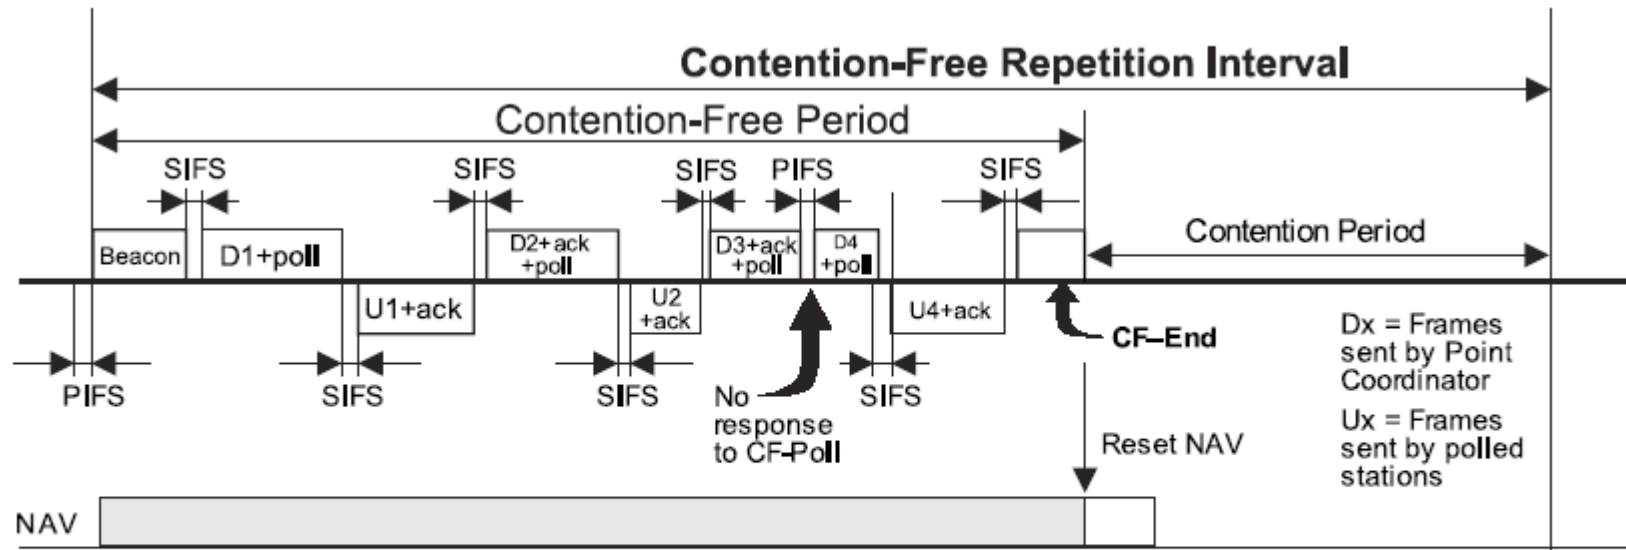 Contention-Free Repetition Interval
Contention-Free Period
SIFS
SIFS
SIFS
PIFS
SIFS
Contention Period
Beacon
D1+poll
D2+ack
+poll
D3+ack
+poll
D4
+poll
U1+ack
U2
+ack
U4+ack
CF–End
PIFS
SIFS
SIFS
No
response
to CF-Poll
SIFS
Dx = Frames
sent by Point
Coordinator
Ux = Frames
sent by polled
stations
Reset NAV
NAV